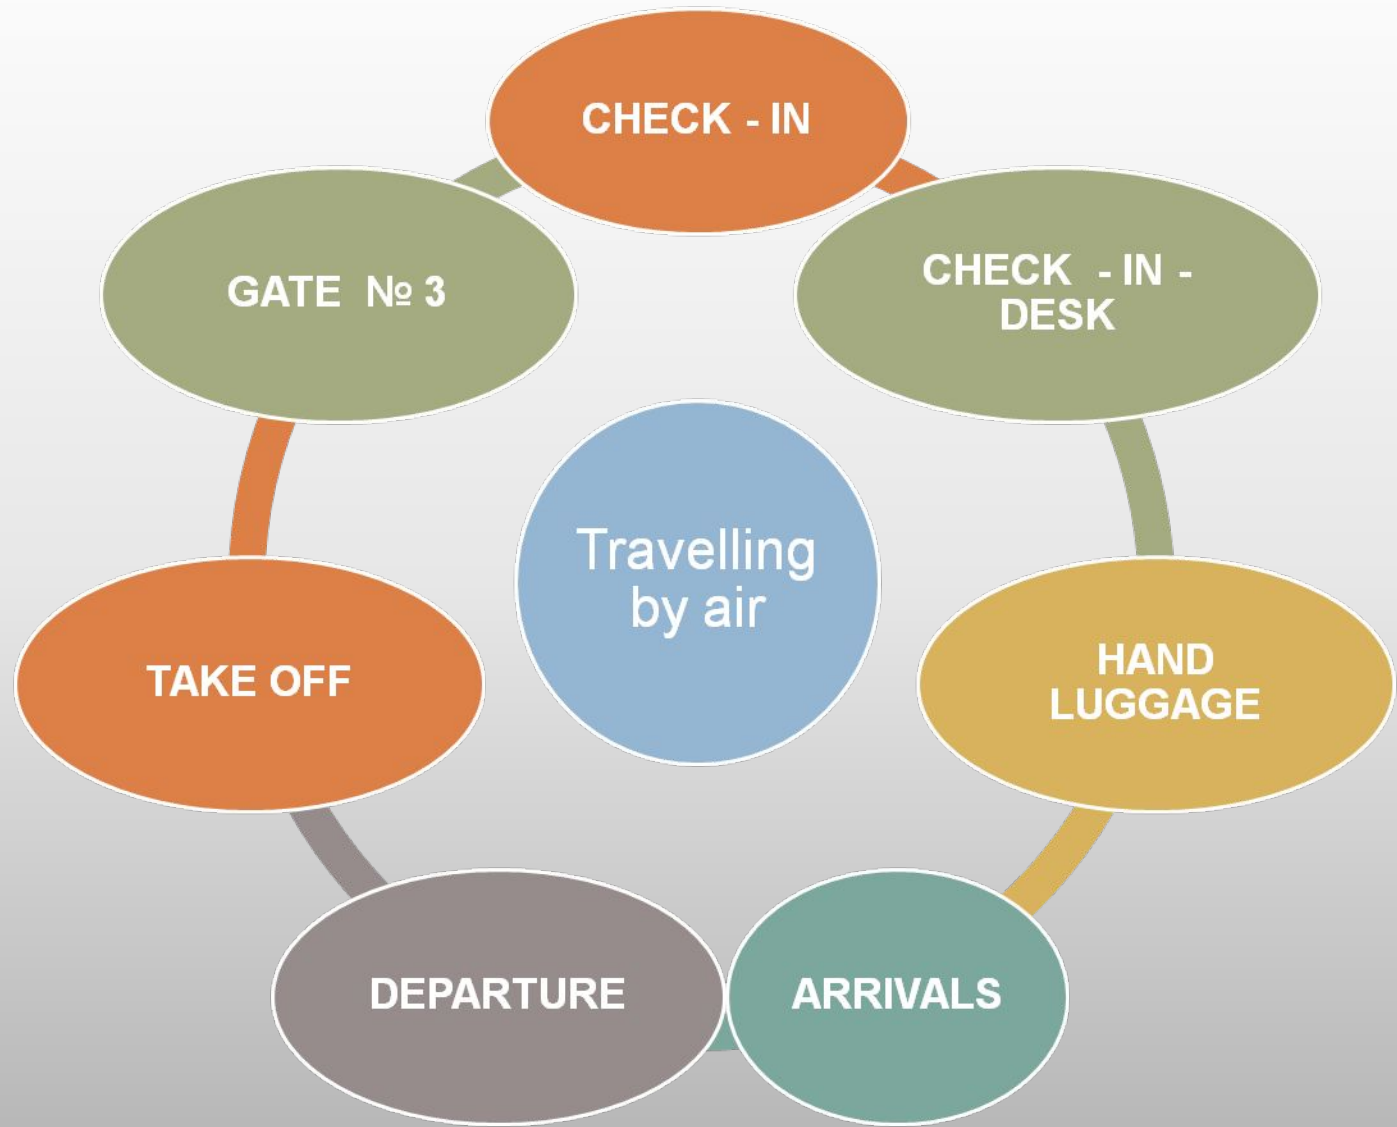 CHECK - IN
GATE № 3
CHECK - IN -
DESK
Travelling
by air
TAKE OFF
HAND
LUGGAGE
DEPARTURE
ARRIVALS